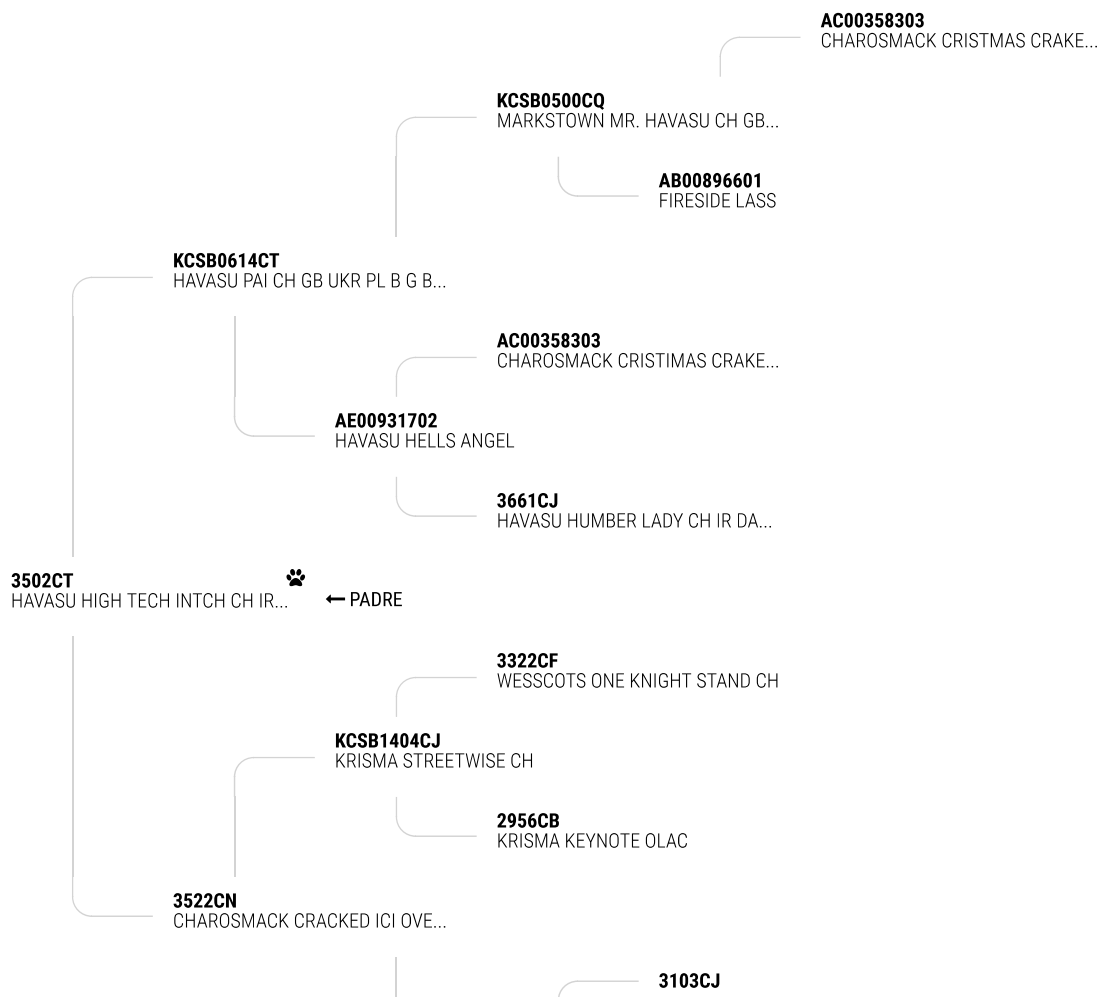 AC00358303
CHAROSMACK CRISTMAS CRAKE...
KCSB0500CQ
MARKSTOWN MR. HAVASU CH GB...
AB00896601
FIRESIDE LASS
KCSB0614CT
HAVASU PAI CH GB UKR PL B G B...
AC00358303
CHAROSMACK CRISTIMAS CRAKE...
AE00931702
HAVASU HELLS ANGEL
3661CJ
HAVASU HUMBER LADY CH IR DA...
3502CT
HAVASU HIGH TECH INTCH CH IR...
PADRE
3322CF
WESSCOTS ONE KNIGHT STAND CH
KCSB1404CJ
KRISMA STREETWISE CH
2956CB
KRISMA KEYNOTE OLAC
3522CN
CHAROSMACK CRACKED ICI OVE...
3103CJ